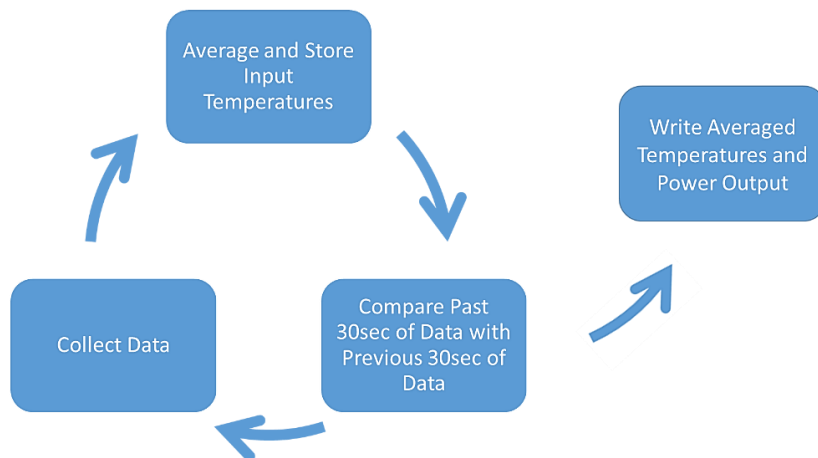 Average and Store
Input
Temperatures
Write Averaged
Temperatures and
Power Output
Collect Data
Compare Past
30sec of Data with
Previous 30sec of
Data